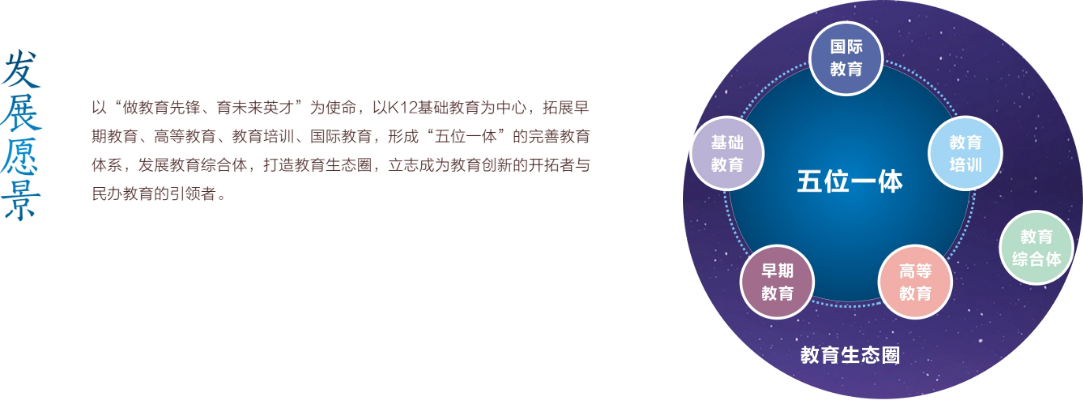 发展愿景
以“做教育先锋、育未来英才”为使命，以K12基础教育为中心，拓展早
期教育、高等教育、教育培训、国际教育，形成“五位一体”的完善教育
体系，发展教育综合体，打造教育生态圈，立志成为教育创新的开拓者与
民办教育的引领者。
国际
教育
基础
教育
教育
培训
五位一体
教育
综合体
早期
教育
高等
教育
教育生态圈